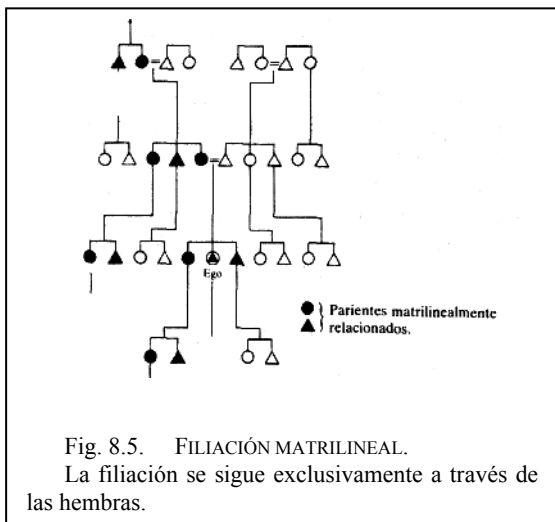 Ego
Parientes matrilinealmente
relacionados.
Fig. 8.5. FILIACIÓN MATRILINEAL.
La filiación se sigue exclusivamente a través de
las hembras.